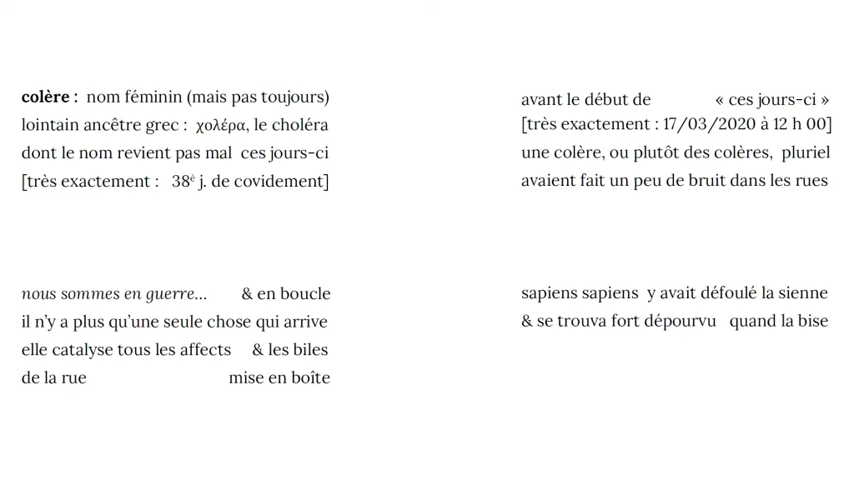 colère : nom féminin (mais pas toujours)
lointain ancêtre grec : χολέρα, le choléra
dont le nom revient pas mal ces jours-ci
[très exactement : 38è j. de covidement]
nous sommes en guerre... & en boucle
il n’y a plus qu’une seule chose qui arrive
elle catalyse tous les affects & les biles
de la rue mise en boîte
avant le début de « ces jours-ci »
[très exactement : 17/03/2020 à 12 h 00]
une colère, ou plutôt des colères, pluriel
avaient fait un peu de bruit dans les rues
sapiens sapiens y avait défoulé la sienne
& se trouva fort dépourvu quand la bise